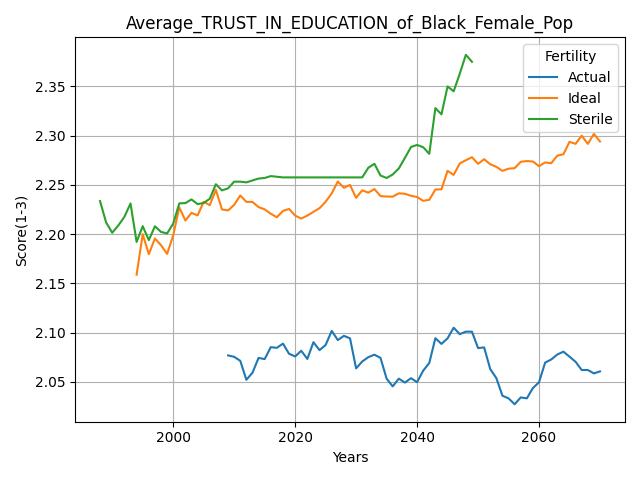 Average_TRUST_IN_EDUCATION_of_Black_Female_Pop
Fertility
Actual
Ideal
Sterile
Score(1-3)
2.35
2.30
2.25
2.20
2.15
2.10
2.05
2000 2020 2040 2060
Years